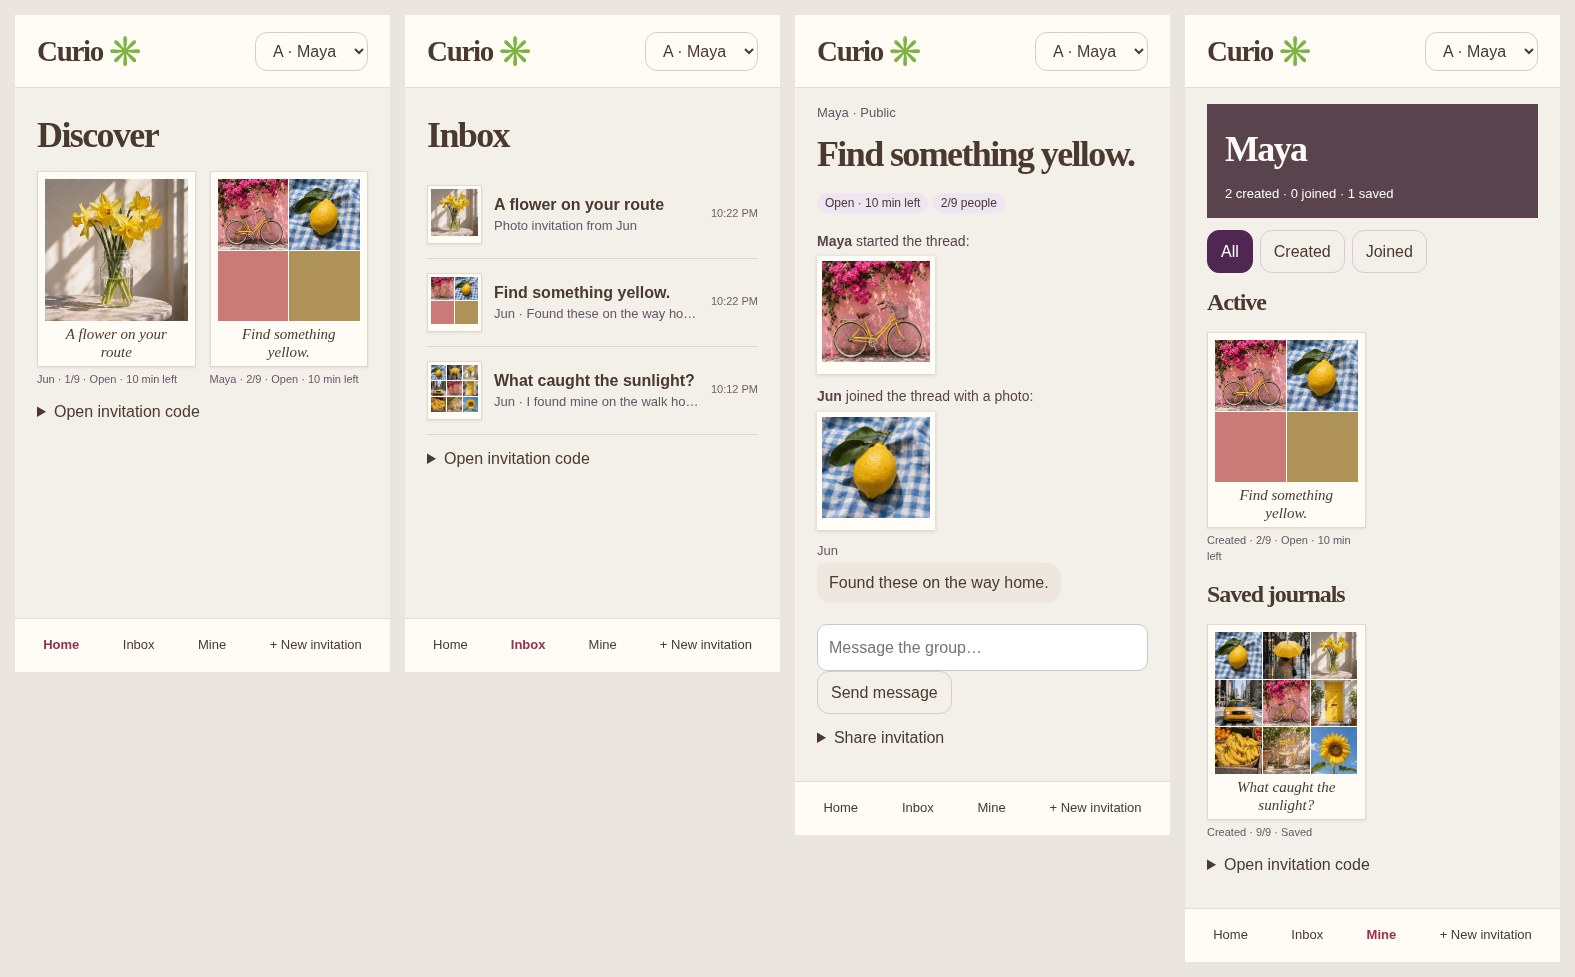 Curio
A · Maya
Discover
A flower on your
route
Jun · 1/9 · Open · 10 min left
Find something
yellow.
Maya · 2/9 · Open · 10 min left
Open invitation code
Home
Inbox
Mine
+ New invitation
Curio
A · Maya
Inbox
A flower on your route
Photo invitation from Jun
10:22 PM
Find something yellow.
Jun · Found these on the way ho…
10:22 PM
What caught the sunlight?
Jun · I found mine on the walk ho…
10:12 PM
Open invitation code
Home
Inbox
Mine
+ New invitation
Curio
A · Maya
Maya · Public
Find something yellow.
Open · 10 min left
2/9 people
Maya started the thread:
Jun joined the thread with a photo:
Jun
Found these on the way home.
Message the group…
Send message
Share invitation
Home
Inbox
Mine
+ New invitation
Curio
A · Maya
Maya
2 created · 0 joined · 1 saved
All
Created
Joined
Active
Find something
yellow.
Created · 2/9 · Open · 10 min
left
Saved journals
What caught the
sunlight?
Created · 9/9 · Saved
Open invitation code
Home
Inbox
Mine
+ New invitation